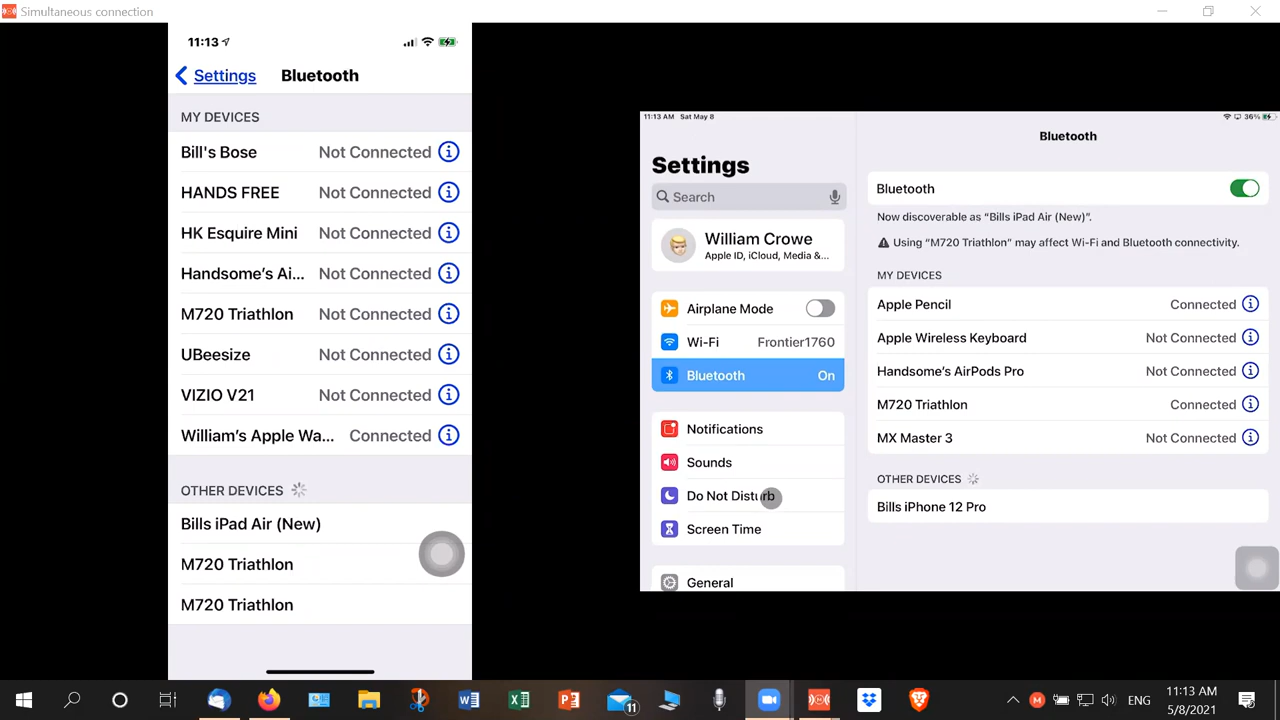 Simultaneous connection
11:13
Settings
Bluetooth
MY DEVICES
Bill's Bose Not Connected
HANDS FREE Not Connected
HK Esquire Mini Not Connected
Handsome's Ai... Not Connected
M720 Triathlon Not Connected
UBeesize Not Connected
VIZIO V21 Not Connected
William's Apple Wa... Connected
OTHER DEVICES
Bills iPad Air (New)
M720 Triathlon
M720 Triathlon
11:13 AM Sat May 8
36%
Settings
Search
William Crowe
Apple ID, iCloud, Media &...
Airplane Mode
Wi-Fi Frontier1760
Bluetooth On
Notifications
Sounds
Do Not Disturb
Screen Time
General
Bluetooth
Bluetooth
Now discoverable as “Bills iPad Air (New)”.
Using “M720 Triathlon” may affect Wi-Fi and Bluetooth connectivity.
MY DEVICES
Apple Pencil Connected
Apple Wireless Keyboard Not Connected
Handsome's AirPods Pro Not Connected
M720 Triathlon Connected
MX Master 3 Not Connected
OTHER DEVICES
Bills iPhone 12 Pro
11
ENG
11:13 AM
5/8/2021